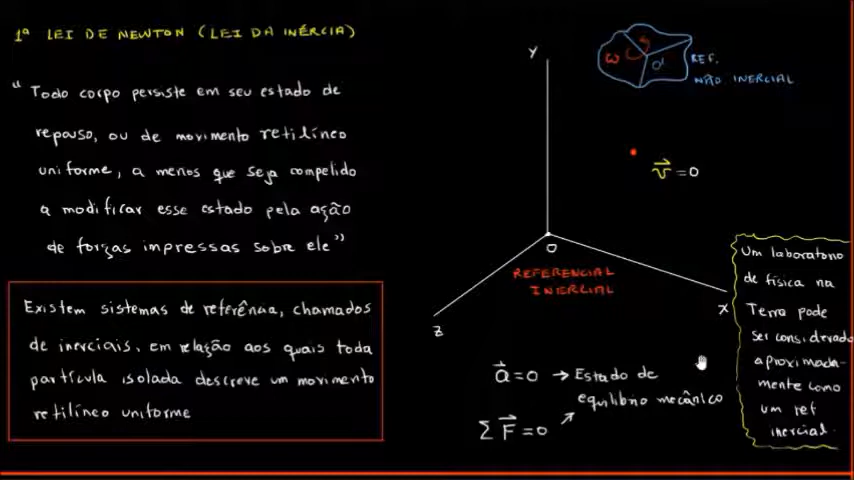 1ª LEI DE NEWTON (LEI DA INÉRCIA)
“Todo corpo persiste em seu estado de
repouso, ou de movimento retilíneo
uniforme, a menos que seja compelido
a modificar esse estado pela ação
de forças impressas sobre ele”
Existem sistemas de referência, chamados
de inerciais, em relação aos quais toda
partícula isolada descreve um movimento
retilíneo uniforme
Y
ω
O'
REF.
NÃO INERCIAL
v⃗ = 0
O
REFERENCIAL
INERCIAL
X
Z
a⃗ = 0 → Estado de
equilíbrio mecânico
Σ F⃗ = 0
Um laboratorio
de física na
Terra pode
ser considerado
aproximada-
mente como
um ref
inercial.